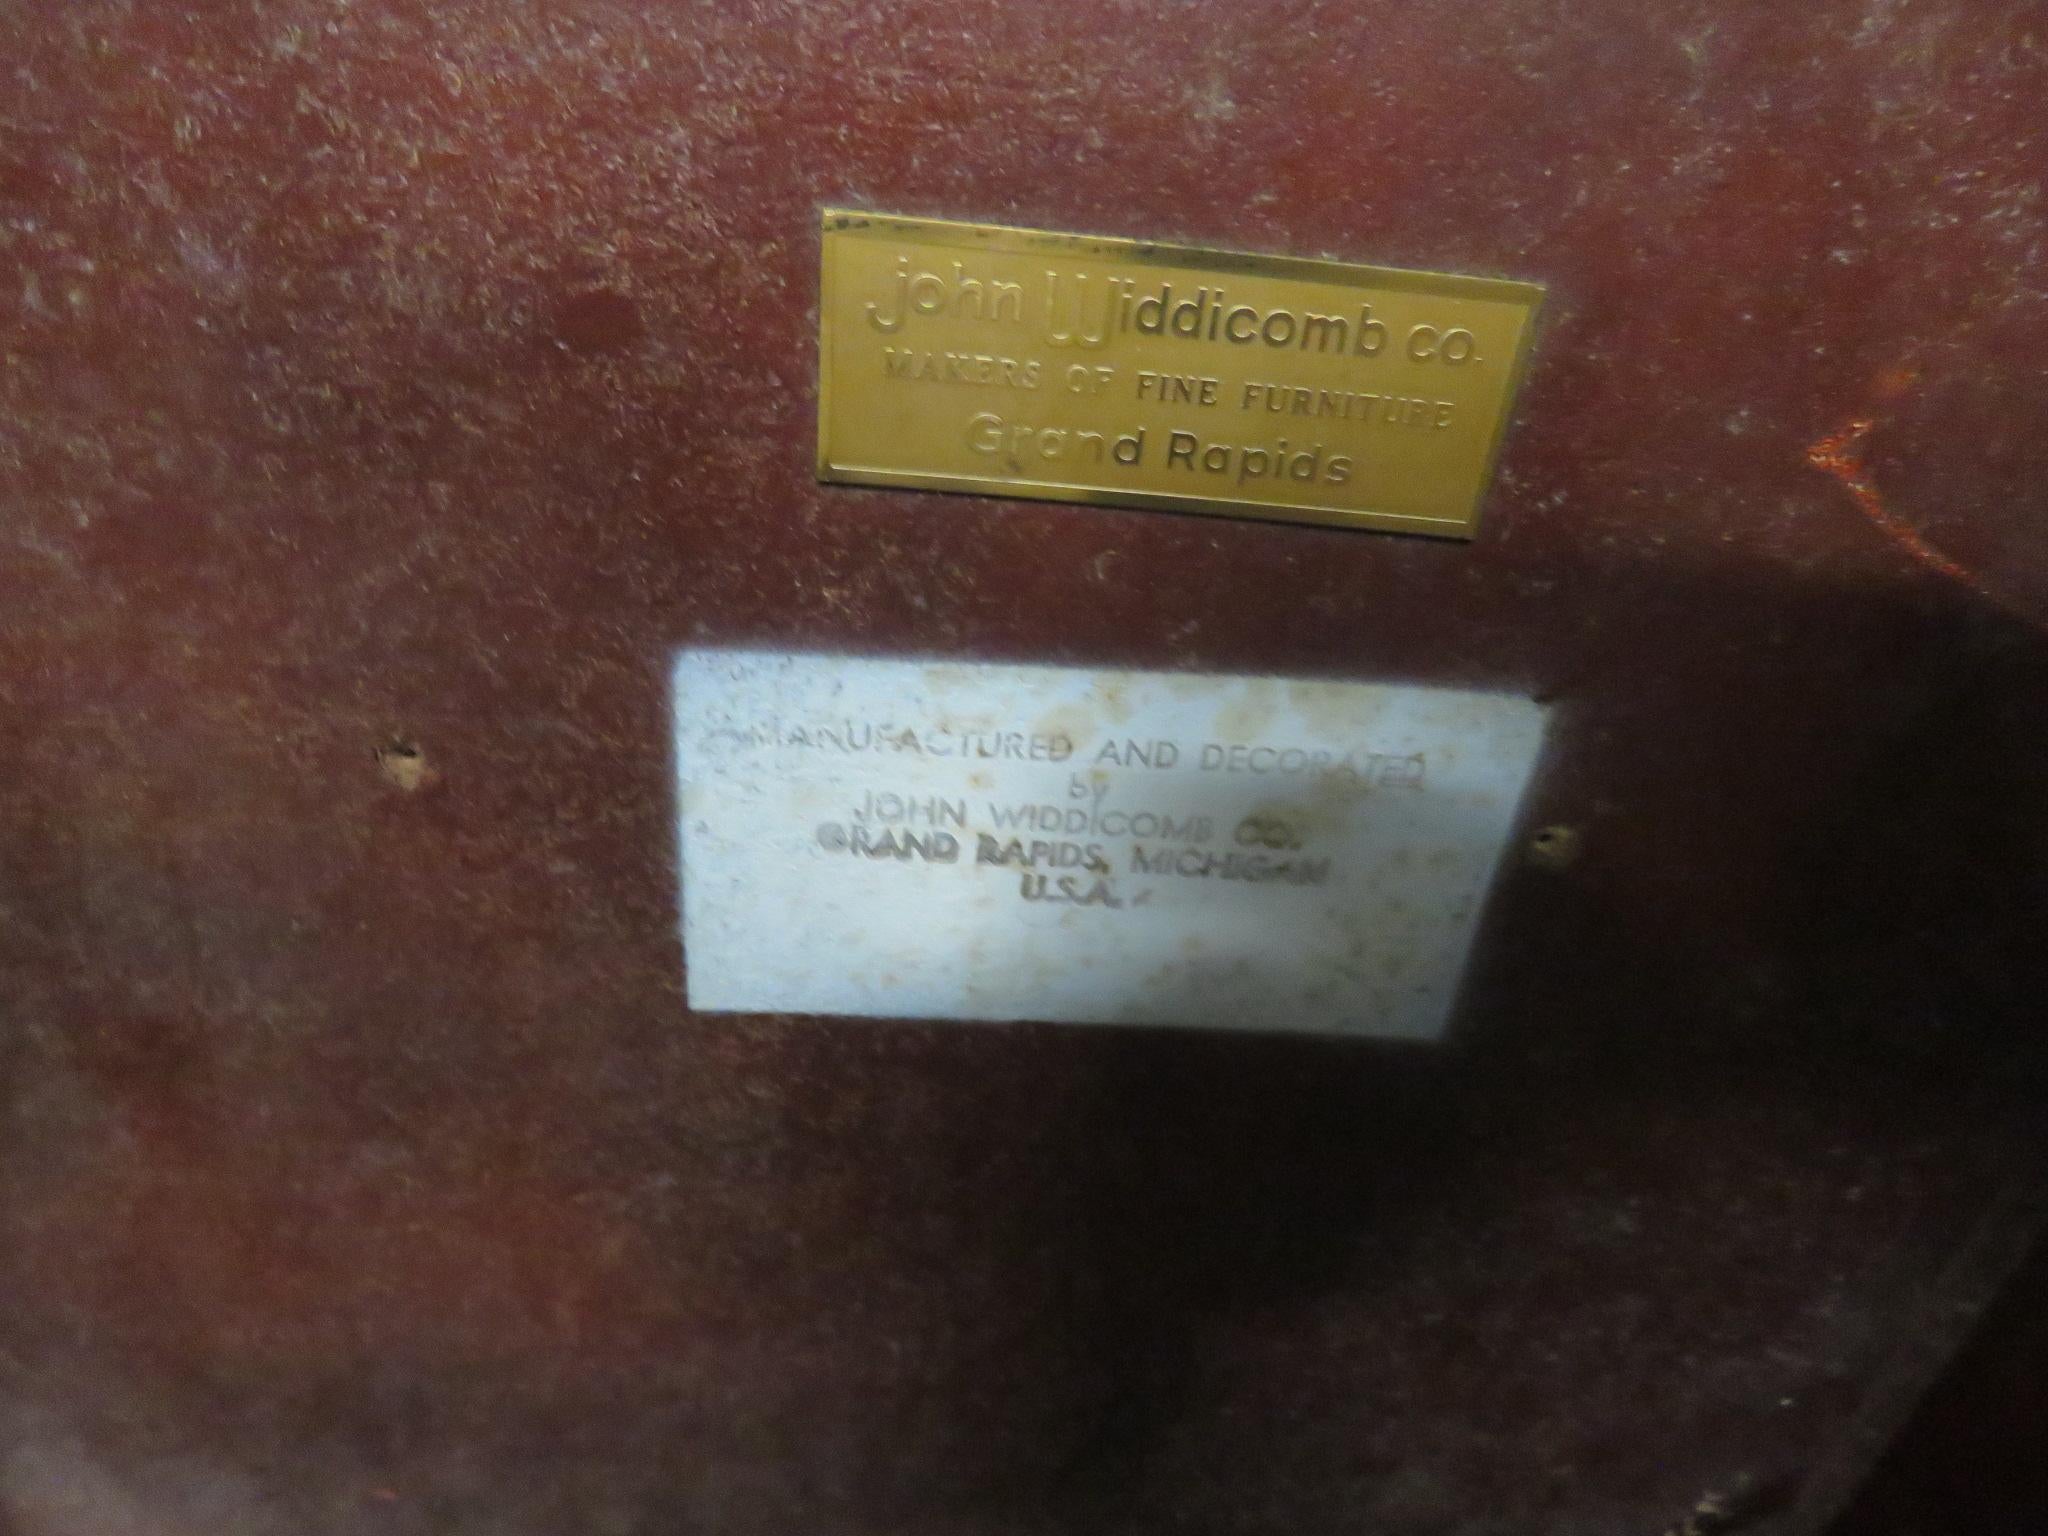 John Widdicomb co.
MAKERS OF FINE FURNITURE
Grand Rapids
MANUFACTURED AND DECORATED
by
JOHN WIDDICOMB CO.
GRAND RAPIDS, MICHIGAN
U.S.A.